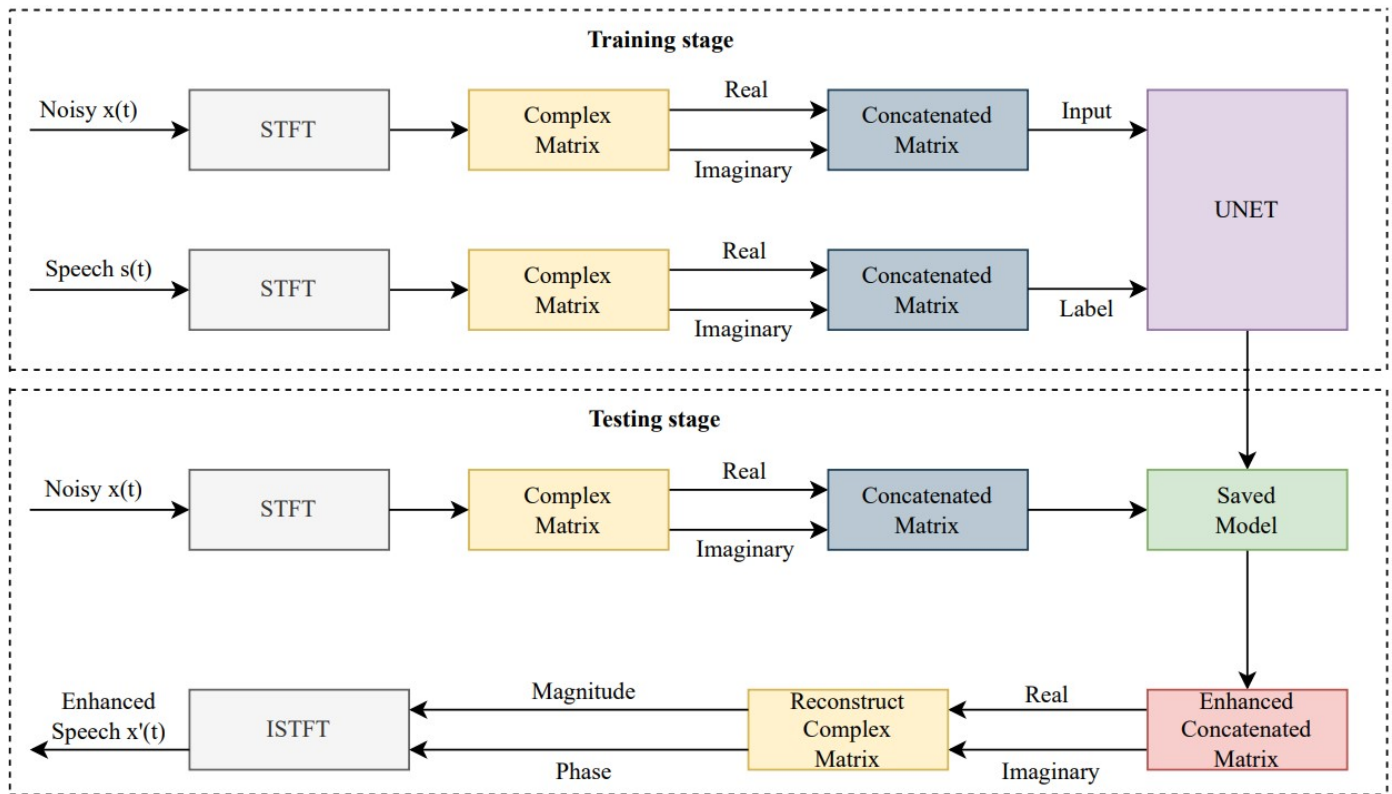 Training stage
Noisy x(t)
STFT
Complex
Matrix
Real
Imaginary
Concatenated
Matrix
Input
UNET
Speech s(t)
STFT
Complex
Matrix
Real
Imaginary
Concatenated
Matrix
Label
Testing stage
Noisy x(t)
STFT
Complex
Matrix
Real
Imaginary
Concatenated
Matrix
Saved
Model
Enhanced
Speech x'(t)
ISTFT
Magnitude
Phase
Reconstruct
Complex
Matrix
Real
Imaginary
Enhanced
Concatenated
Matrix